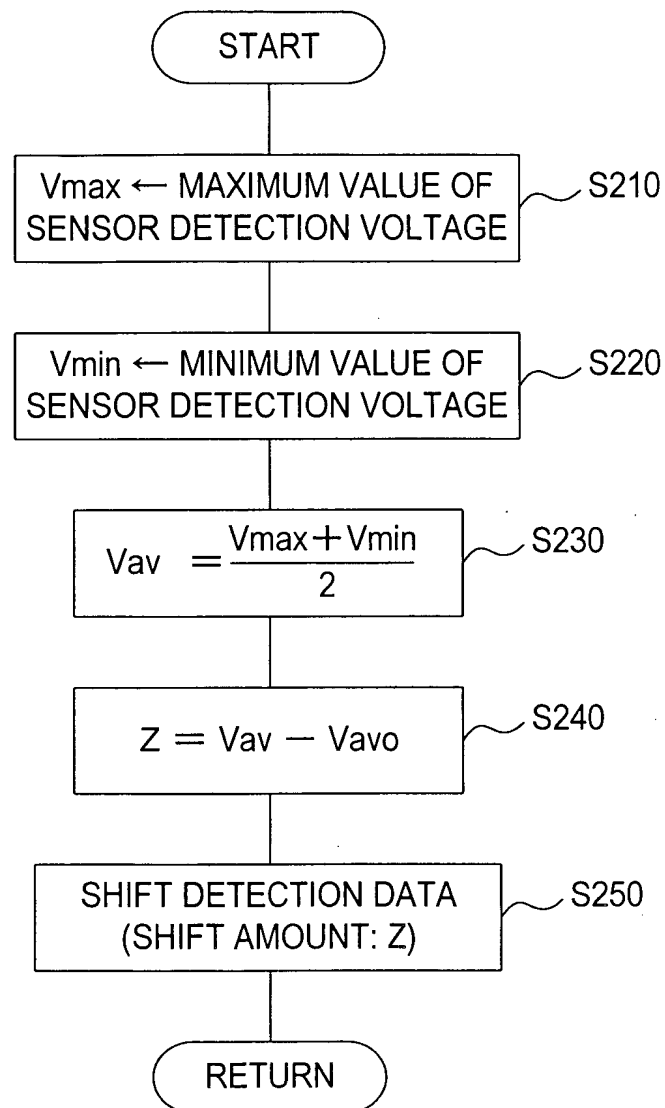 START
Vmax ← MAXIMUM VALUE OF
SENSOR DETECTION VOLTAGE
S210
Vmin ← MINIMUM VALUE OF
SENSOR DETECTION VOLTAGE
S220
Vav = Vmax + Vmin / 2
S230
Z = Vav − Vavo
S240
SHIFT DETECTION DATA
(SHIFT AMOUNT: Z)
S250
RETURN